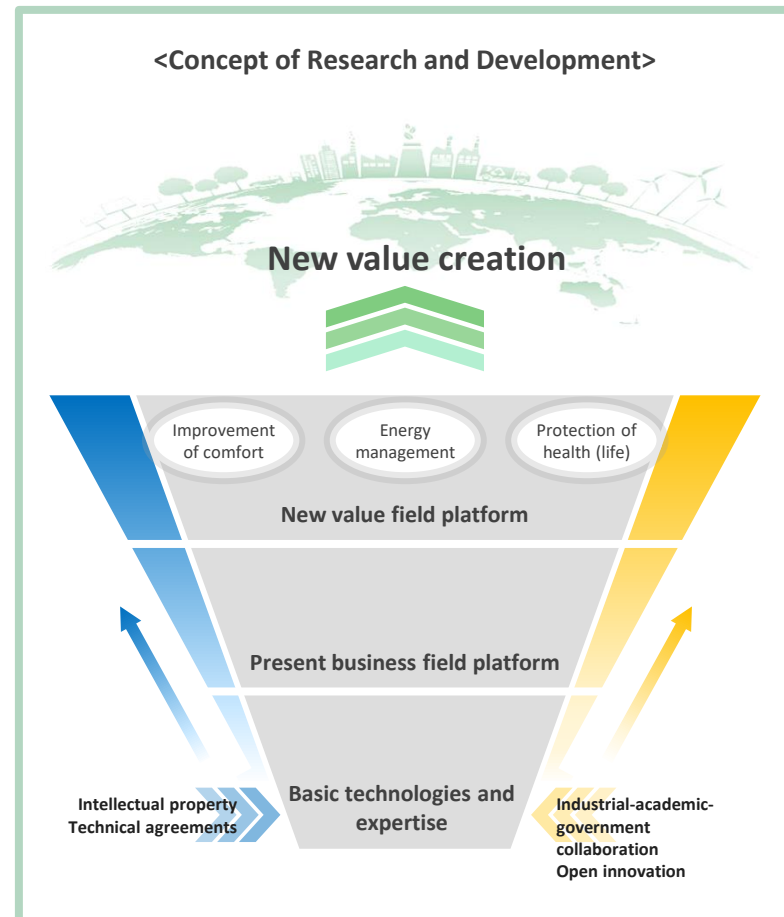 <Concept of Research and Development>
New value creation
Improvement
of comfort
Energy
management
Protection of
health (life)
New value field platform
Present business field platform
Basic technologies and
expertise
Intellectual property
Technical agreements
Industrial-academic-
government
collaboration
Open innovation